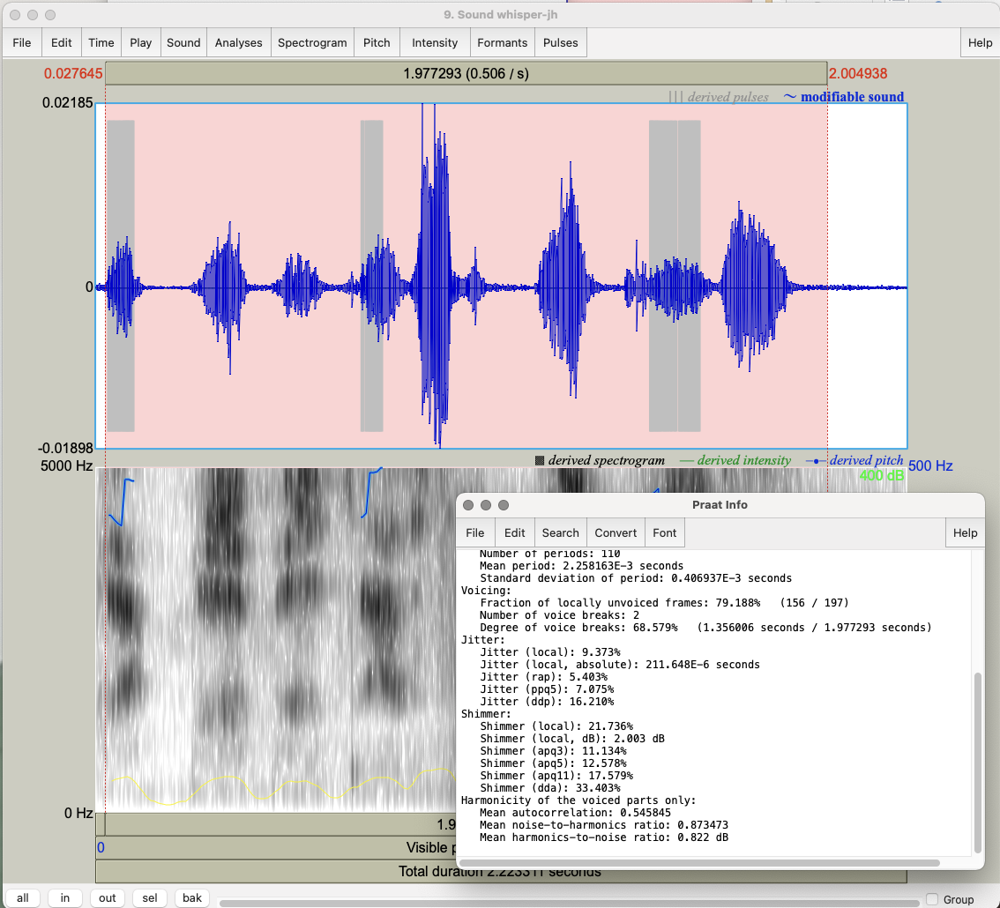 9. Sound whisper-jh
File Edit Time Play Sound Analyses Spectrogram Pitch Intensity Formants Pulses Help
0.027645 1.977293 (0.506 / s) 2.004938
derived pulses modifiable sound
0.02185
0
-0.01898
derived spectrogram derived intensity derived pitch
5000 Hz 500 Hz
400 dB
0 Hz
Praat Info
File Edit Search Convert Font Help
Number of periods: 110
Mean period: 2.258163E-3 seconds
Standard deviation of period: 0.406937E-3 seconds
Voicing:
Fraction of locally unvoiced frames: 79.188% (156 / 197)
Number of voice breaks: 2
Degree of voice breaks: 68.579% (1.356006 seconds / 1.977293 seconds)
Jitter:
Jitter (local): 9.373%
Jitter (local, absolute): 211.648E-6 seconds
Jitter (rap): 5.403%
Jitter (ppq5): 7.075%
Jitter (ddp): 16.210%
Shimmer:
Shimmer (local): 21.736%
Shimmer (local, dB): 2.003 dB
Shimmer (apq3): 11.134%
Shimmer (apq5): 12.578%
Shimmer (apq11): 17.579%
Shimmer (dda): 33.403%
Harmonicity of the voiced parts only:
Mean autocorrelation: 0.545845
Mean noise-to-harmonics ratio: 0.873473
Mean harmonics-to-noise ratio: 0.822 dB
1.9
0 Visible p
Total duration 2.223311 seconds
all in out sel bak Group